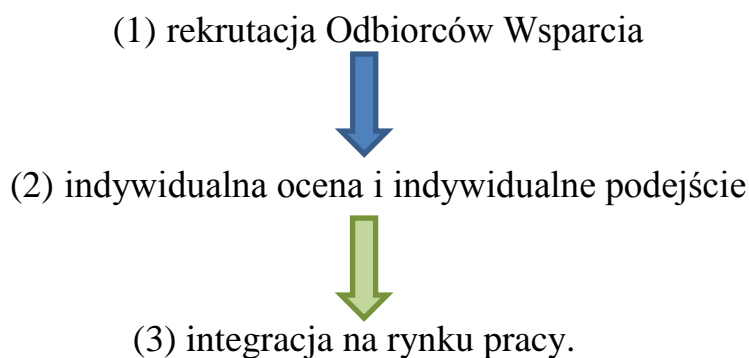 (1) rekrutacja Odbiorców Wsparcia
(2) indywidualna ocena i indywidualne podejście
(3) integracja na rynku pracy.